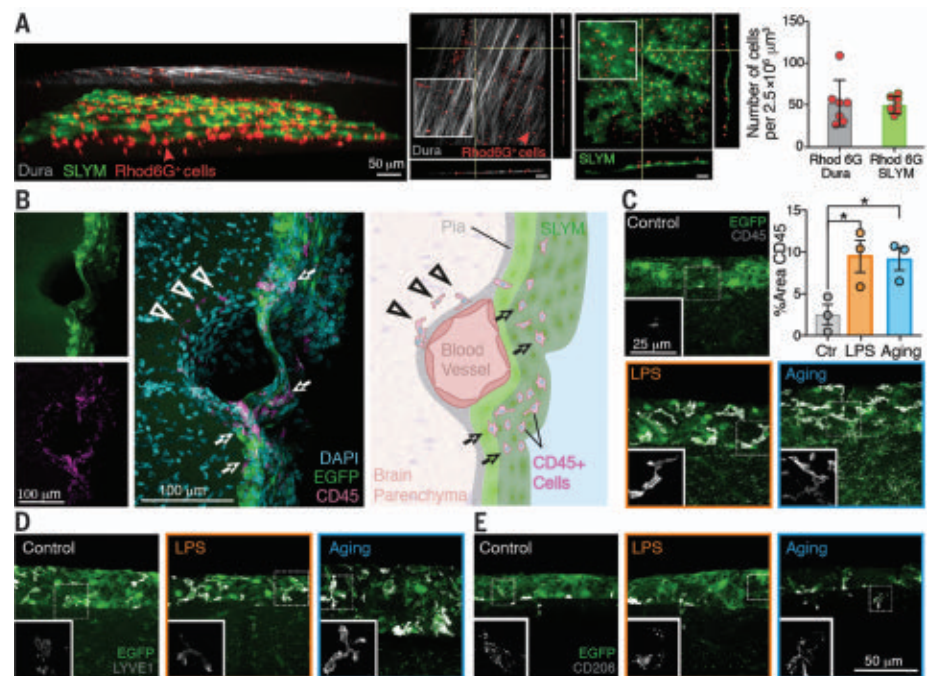 A
Dura SLYM Rhod6G⁺ cells
50 μm
Dura Rhod6G⁺ cells
SLYM
Number of cells
per 2.5×10⁶ μm³
150
100
50
0
Rhod 6G
Dura
Rhod 6G
SLYM
B
100 μm
100 μm
DAPI
EGFP
CD45
Pia
SLYM
Blood
Vessel
Brain
Parenchyma
CD45+
Cells
C
Control
EGFP
CD45
25 μm
%Area CD45
15
10
5
0
* *
Ctr LPS Aging
LPS
Aging
D
Control
EGFP
LYVE1
LPS
Aging
E
Control
EGFP
CD206
LPS
Aging
50 μm